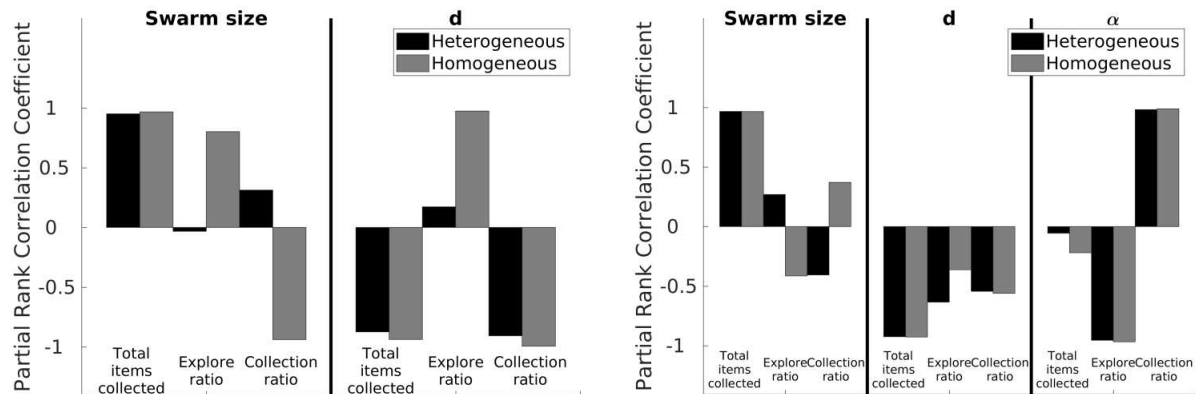 Partial Rank Correlation Coefficient
Swarm size
d
Heterogeneous
Homogeneous
1
0.5
0
-0.5
-1
Total
items
collected
Explore
ratio
Collection
ratio
Total
items
collected
Explore
ratio
Collection
ratio
Partial Rank Correlation Coefficient
Swarm size
d
α
Heterogeneous
Homogeneous
1
0.5
0
-0.5
-1
Total
items
collected
Explore
ratio
Collection
ratio
Total
items
collected
Explore
ratio
Collection
ratio
Total
items
collected
Explore
ratio
Collection
ratio